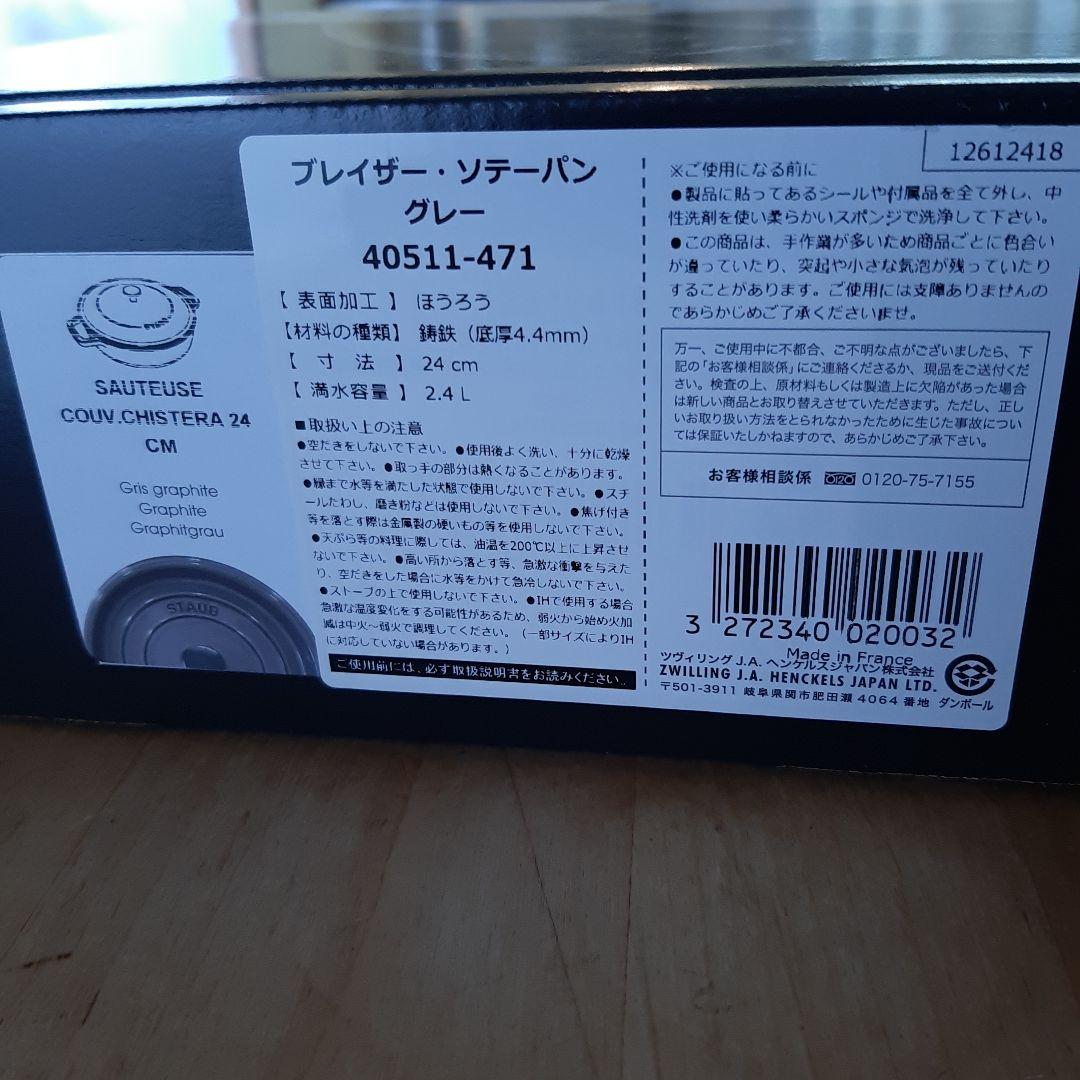 SAUTEUSE
COUV.CHISTERA 24
CM
Gris graphite
Graphite
Graphitgrau
STAUB
ブレイザー・ソテーパン
グレー
40511-471
【 表面加工 】 ほうろう
【材料の種類】 鋳鉄（底厚4.4mm）
【 寸 法 】 24 cm
【 満水容量 】 2.4 L
■取扱い上の注意
●空だきをしないで下さい。●使用後よく洗い、十分に乾燥
させて下さい。●取っ手の部分は熱くなることがあります。
●縁まで水等を満たした状態で使用しないで下さい。●スチ
ールたわし、磨き粉などは使用しないで下さい。●焦げ付き
等を落とす際は金属製の硬いもの等を使用しないで下さい。
●天ぷら等の料理に際しては、油温を200℃以上に上昇させ
ないで下さい。●高い所から落とす等、急激な衝撃を与えた
り、空だきをした場合に水等をかけて急冷しないで下さい。
●ストーブの上で使用しないで下さい。●IHで使用する場合
急激な温度変化をする可能性があるため、弱火から始め火加
減は中火～弱火で調理してください。（一部サイズによりIH
に対応していない場合があります。）
ご使用前には、必ず取扱説明書をお読みください。
12612418
※ご使用になる前に
●製品に貼ってあるシールや付属品を全て外し、中
性洗剤を使い柔らかいスポンジで洗浄して下さい。
●この商品は、手作業が多いため商品ごとに色合い
が違っていたり、突起や小さな気泡が残っていたり
することがあります。ご使用には支障ありませんの
であらかじめご了承くださいませ。
万一、ご使用中に不都合、ご不明な点がございましたら、下
記の「お客様相談係」にご連絡くださるか、現品をご送付くだ
さい。検査の上、原材料もしくは製造上に欠陥があった場合
は新しい商品とお取り替えさせていただきます。ただし、正し
いお取り扱い方法をとられなかったために生じた事故につい
ては保証いたしかねますので、あらかじめご了承下さい。
お客様相談係 0120-75-7155
3 272340 020032
Made in France
ツヴィリング J.A. ヘンケルスジャパン株式会社
ZWILLING J.A. HENCKELS JAPAN LTD.
〒501-3911 岐阜県関市肥田瀬 4064 番地 ダンボール